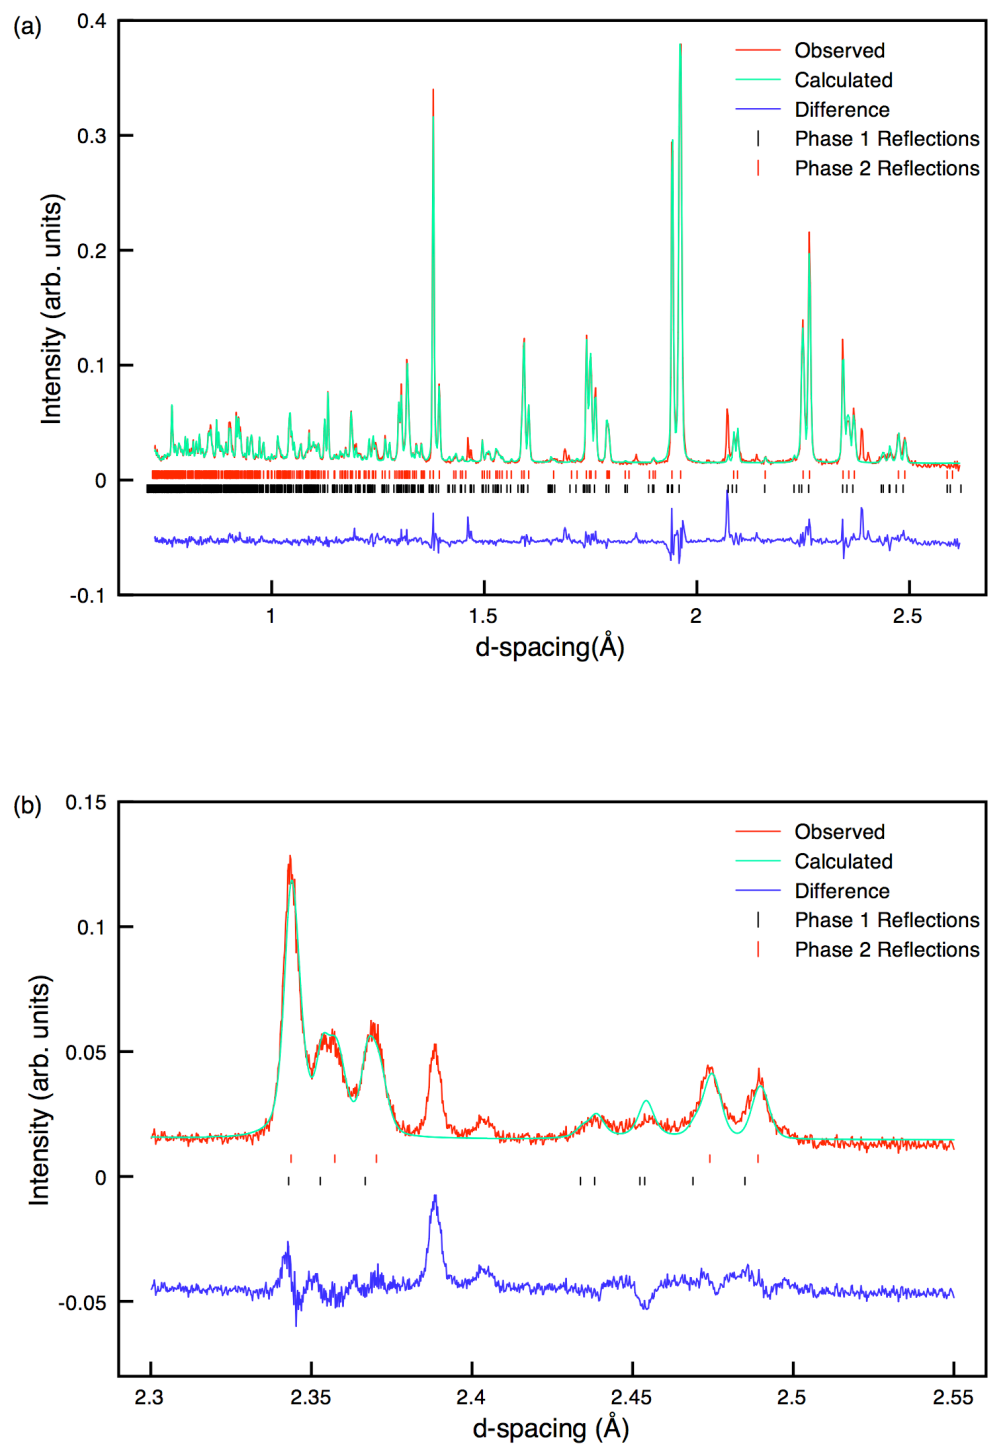 (a)
0.4
0.3
0.2
0.1
0
-0.1
Intensity (arb. units)
Observed
Calculated
Difference
Phase 1 Reflections
Phase 2 Reflections
1 1.5 2 2.5
d-spacing(Å)
(b)
0.15
0.1
0.05
0
-0.05
Intensity (arb. units)
Observed
Calculated
Difference
Phase 1 Reflections
Phase 2 Reflections
2.3 2.35 2.4 2.45 2.5 2.55
d-spacing (Å)